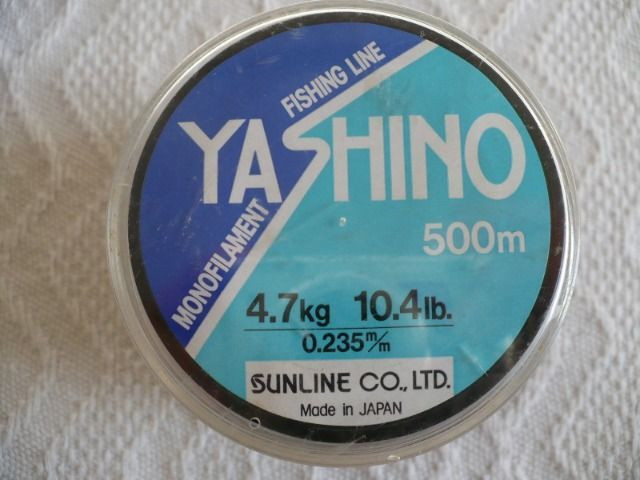 FISHING LINE
YASHINO
MONOFILAMENT
500m
4.7kg 10.4lb.
0.235m/m
SUNLINE CO., LTD.
Made in JAPAN